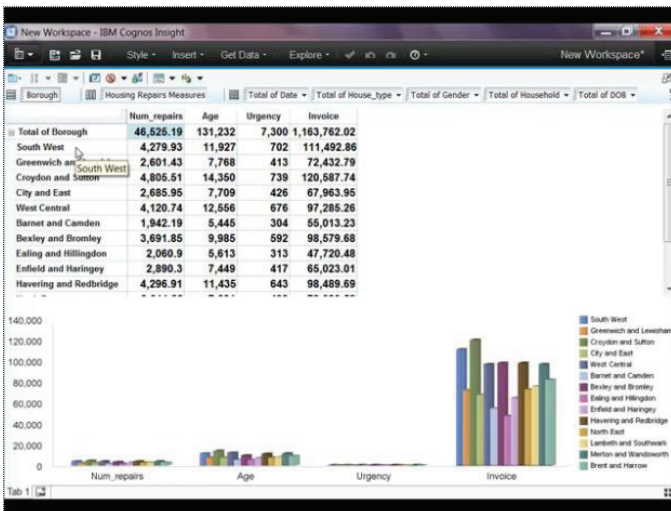 New Workspace - IBM Cognos Insight
Style Insert Get Data Explore New Workspace*
Borough Housing Repairs Measures Total of Date Total of House_type Total of Gender Total of Household Total of DOB
Num_repairs Age Urgency Invoice
Total of Borough 46,525.19 131,232 7,300 1,163,762.02
South West 4,279.93 11,927 702 111,492.86
Greenwich an 2,601.43 7,768 413 72,432.79
South West
Croydon and Sutton 4,805.51 14,350 739 120,587.74
City and East 2,685.95 7,709 426 67,963.95
West Central 4,120.74 12,556 676 97,285.26
Barnet and Camden 1,942.19 5,445 304 55,013.23
Bexley and Bromley 3,691.85 9,985 592 98,579.68
Ealing and Hillingdon 2,060.9 5,613 313 47,720.48
Enfield and Haringey 2,890.3 7,449 417 65,023.01
Havering and Redbridge 4,296.91 11,435 643 98,489.69
140,000
120,000
100,000
80,000
60,000
40,000
20,000
0
Num_repairs Age Urgency Invoice
South West
Greenwich and Lewisham
Croydon and Sutton
City and East
West Central
Barnet and Camden
Bexley and Bromley
Ealing and Hillingdon
Enfield and Haringey
Havering and Redbridge
North East
Lambeth and Southwark
Merton and Wandsworth
Brent and Harrow
Tab 1